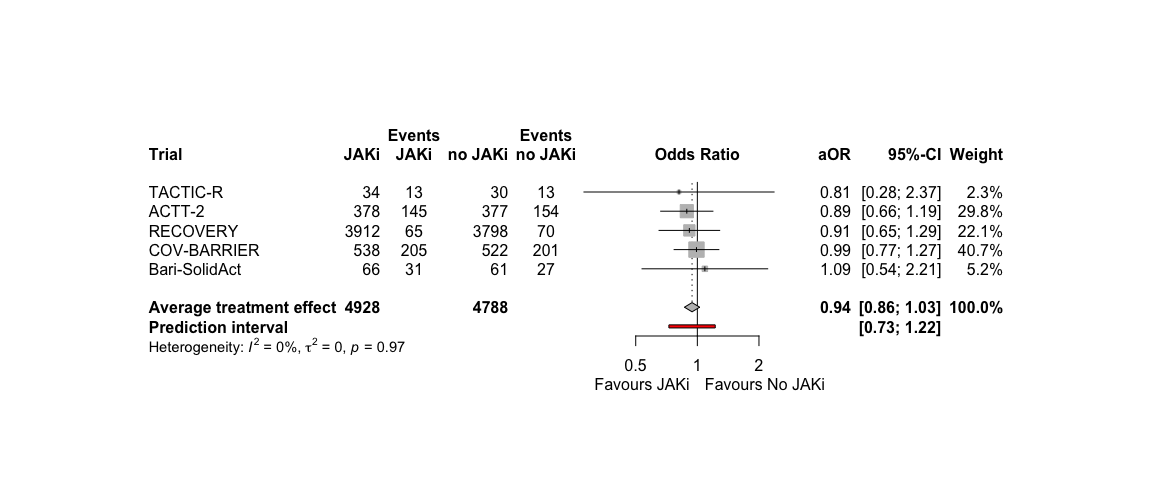 Events Events
Trial JAKi JAKi no JAKi no JAKi Odds Ratio aOR 95%-CI Weight
TACTIC-R 34 13 30 13 0.81 [0.28; 2.37] 2.3%
ACTT-2 378 145 377 154 0.89 [0.66; 1.19] 29.8%
RECOVERY 3912 65 3798 70 0.91 [0.65; 1.29] 22.1%
COV-BARRIER 538 205 522 201 0.99 [0.77; 1.27] 40.7%
Bari-SolidAct 66 31 61 27 1.09 [0.54; 2.21] 5.2%
Average treatment effect 4928 4788 0.94 [0.86; 1.03] 100.0%
Prediction interval [0.73; 1.22]
Heterogeneity: I² = 0%, τ² = 0, p = 0.97
0.5 1 2
Favours JAKi Favours No JAKi